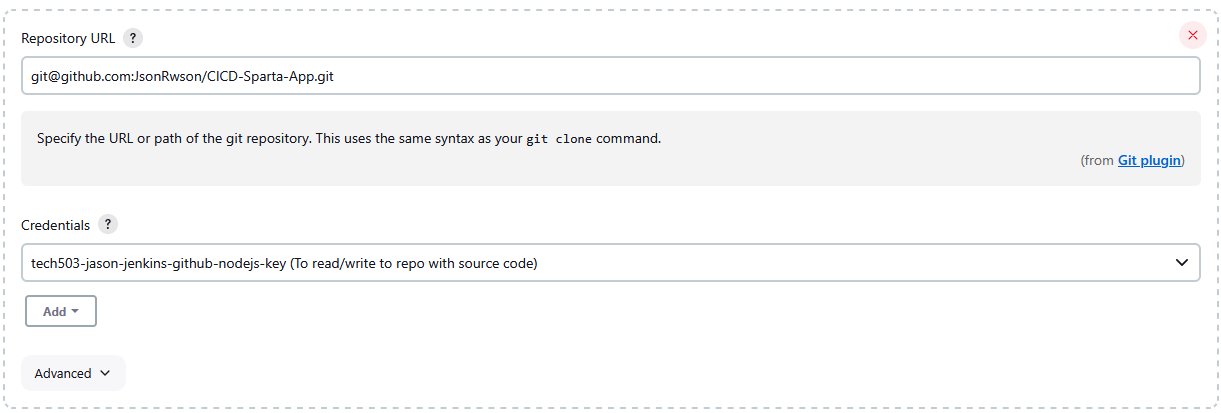 Repository URL ?
git@github.com:JsonRwson/CICD-Sparta-App.git
Specify the URL or path of the git repository. This uses the same syntax as your git clone command.
(from Git plugin)
Credentials ?
tech503-jason-jenkins-github-nodejs-key (To read/write to repo with source code)
Add
Advanced